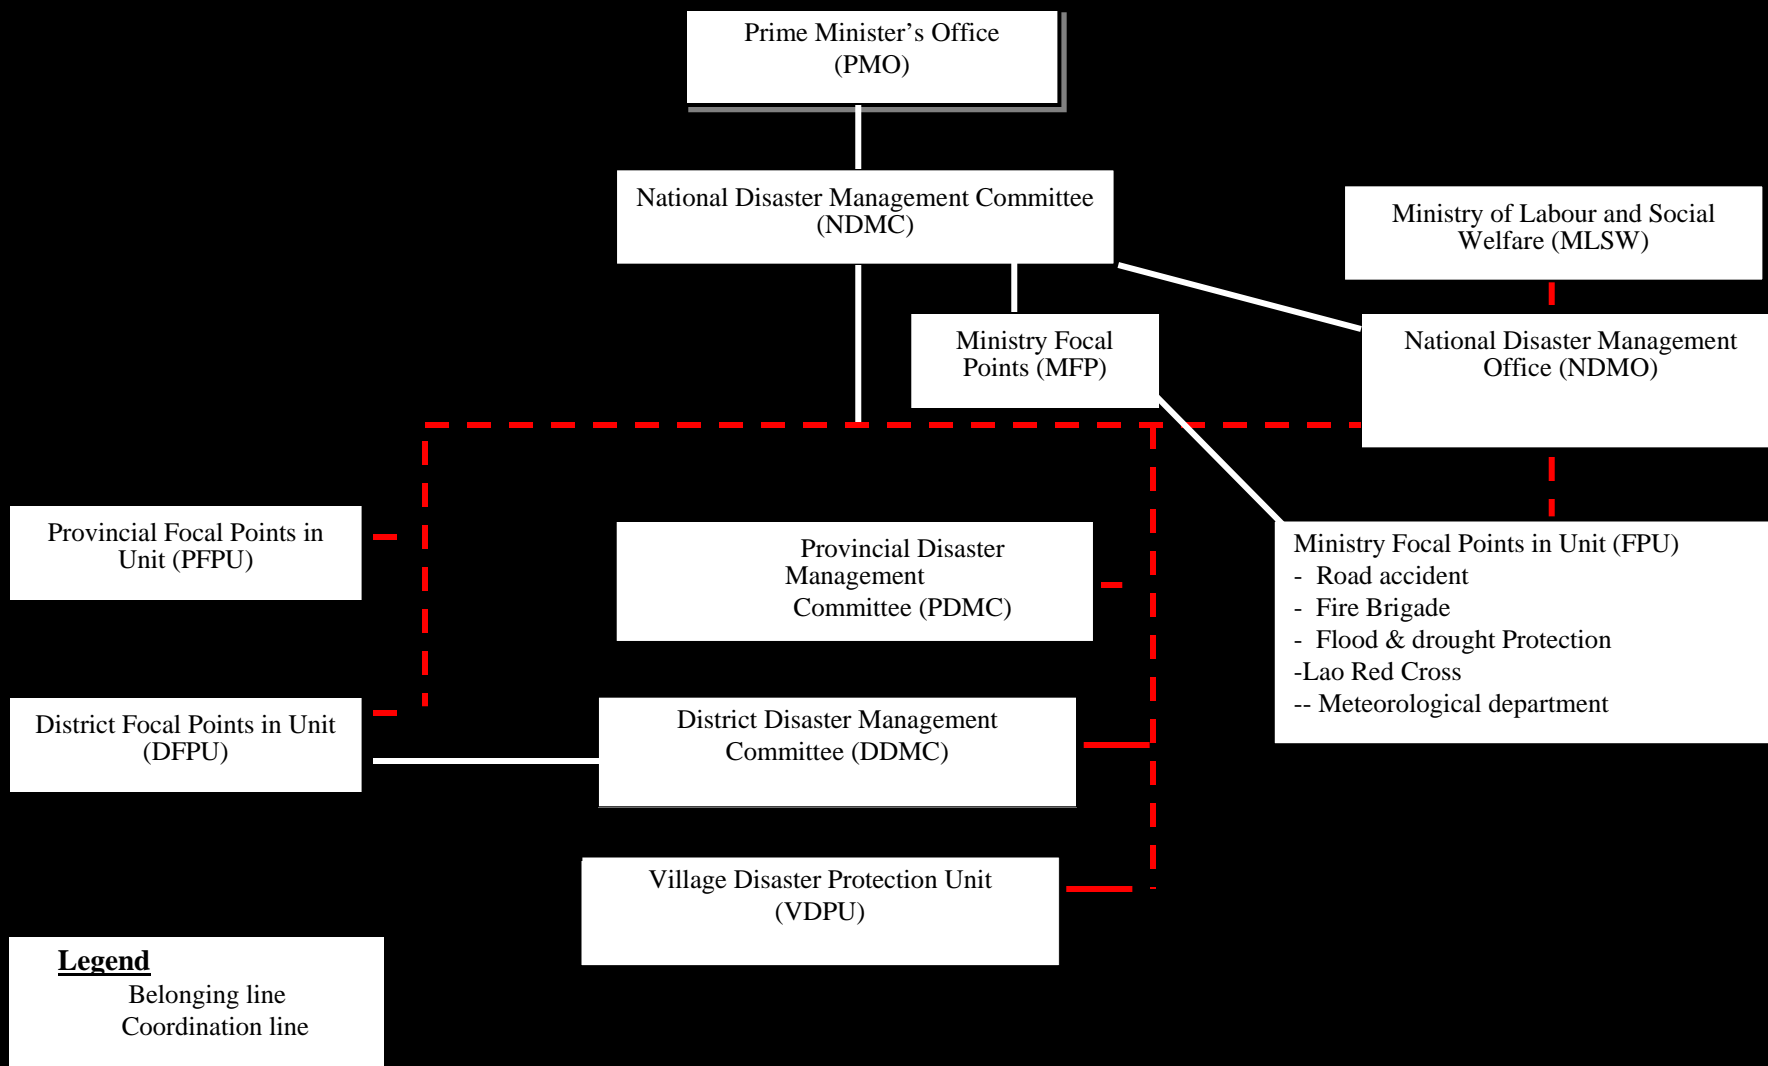 Prime Minister’s Office
(PMO)
National Disaster Management Committee
(NDMC)
Ministry of Labour and Social
Welfare (MLSW)
Ministry Focal
Points (MFP)
National Disaster Management
Office (NDMO)
Provincial Focal Points in
Unit (PFPU)
Provincial Disaster
Management
Committee (PDMC)
Ministry Focal Points in Unit (FPU)
- Road accident
- Fire Brigade
- Flood & drought Protection
-Lao Red Cross
-- Meteorological department
District Focal Points in Unit
(DFPU)
District Disaster Management
Committee (DDMC)
Village Disaster Protection Unit
(VDPU)
Legend
Belonging line
Coordination line